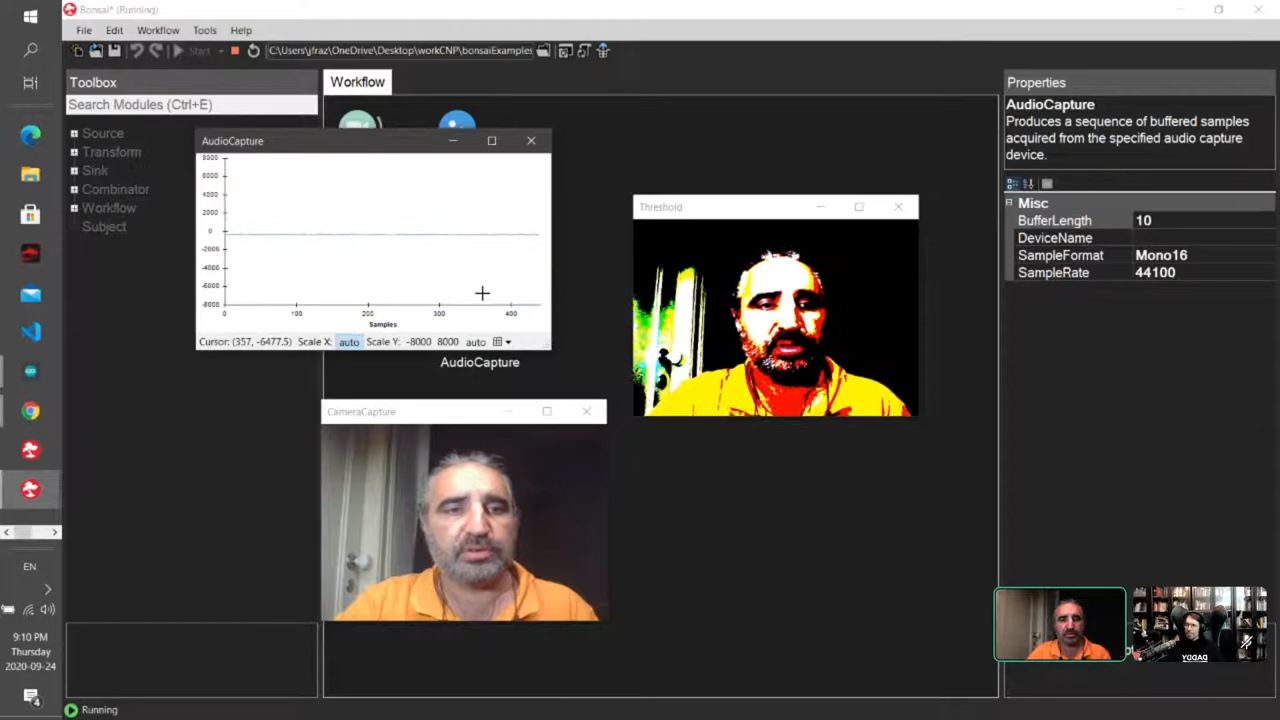 Bonsai* (Running)
File Edit Workflow Tools Help
Start C:\Users\jfraz\OneDrive\Desktop\workCNP\bonsaiExamples
Toolbox
Search Modules (Ctrl+E)
Source
Transform
Sink
Combinator
Workflow
Subject
Workflow
AudioCapture
8000
6000
4000
2000
0
-2000
-4000
-6000
-8000
0 100 200 300 400
Samples
Cursor: (357, -6477.5) Scale X: auto Scale Y: -8000 8000 auto
AudioCapture
Threshold
CameraCapture
Properties
AudioCapture
Produces a sequence of buffered samples
acquired from the specified audio capture
device.
Misc
BufferLength 10
DeviceName
SampleFormat Mono16
SampleRate 44100
EN
9:10 PM
Thursday
2020-09-24
4
Running